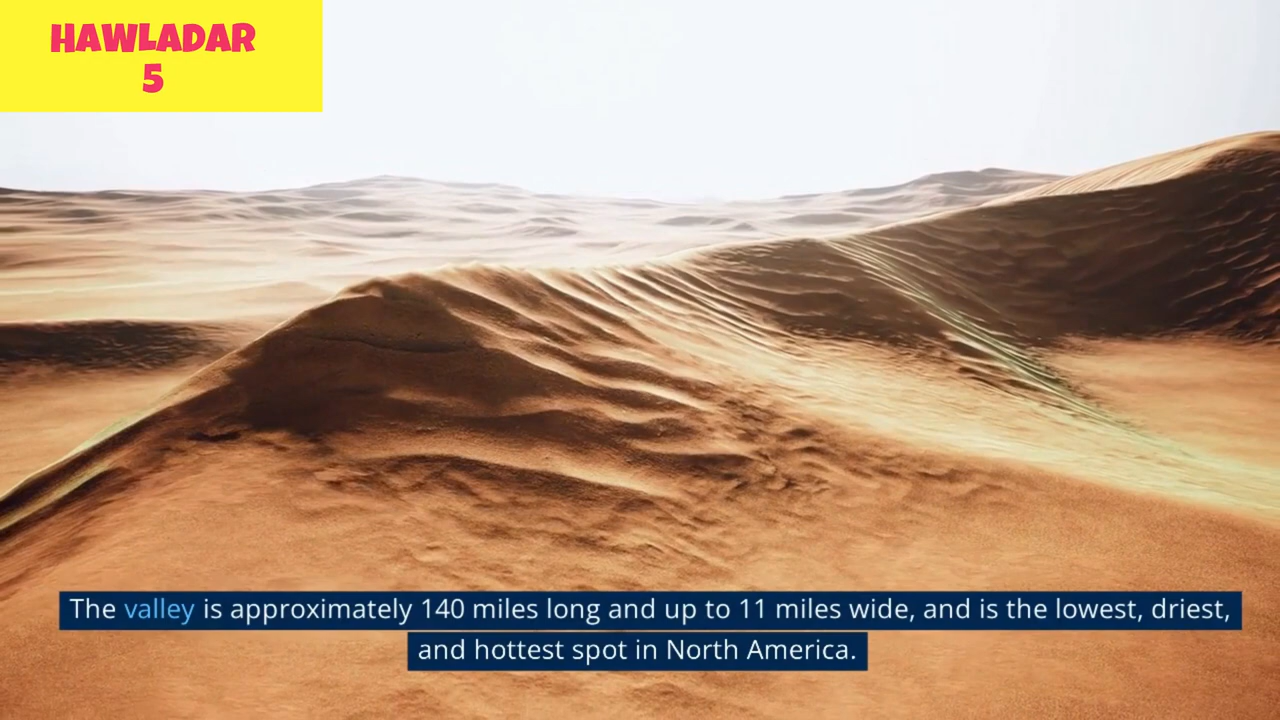 HAWLADAR
5
The valley is approximately 140 miles long and up to 11 miles wide, and is the lowest, driest,
and hottest spot in North America.